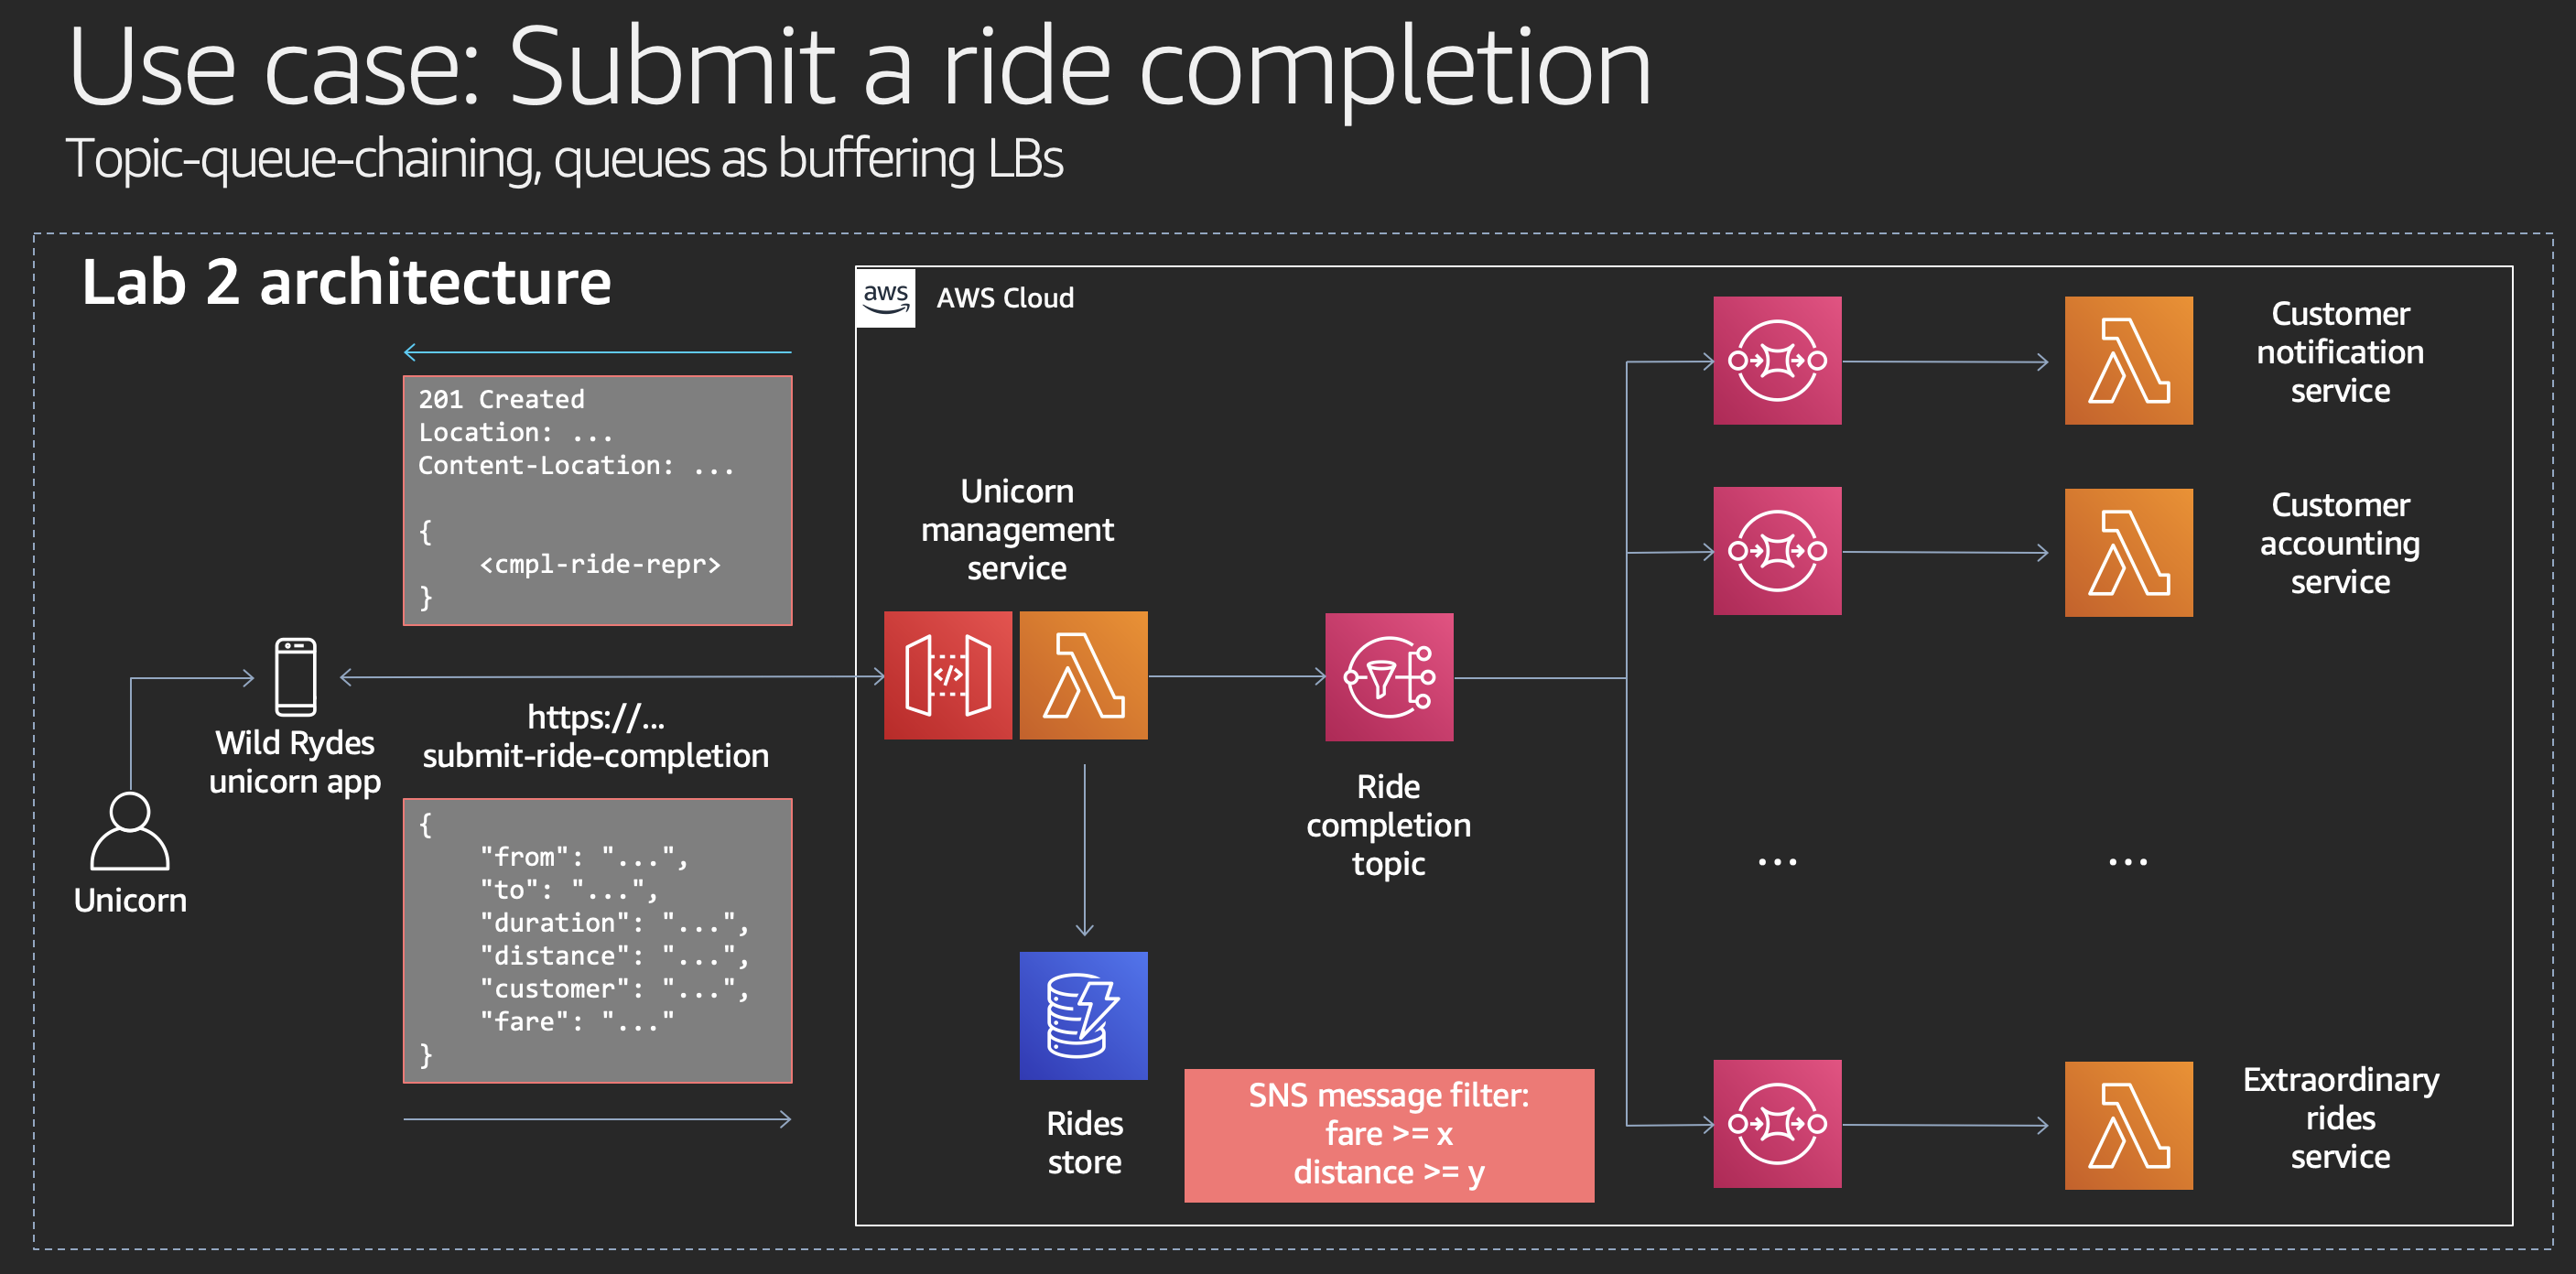 Use case: Submit a ride completion
Topic-queue-chaining, queues as buffering LBs
Lab 2 architecture
aws
AWS Cloud
201 Created
Location: ...
Content-Location: ...
{
<cmpl-ride-repr>
}
Unicorn
management
service
Wild Rydes
unicorn app
https://...
submit-ride-completion
Unicorn
{
"from": "...",
"to": "...",
"duration": "...",
"distance": "...",
"customer": "...",
"fare": "..."
}
</>
Ride
completion
topic
Rides
store
SNS message filter:
fare >= x
distance >= y
Customer
notification
service
Customer
accounting
service
...
...
Extraordinary
rides
service